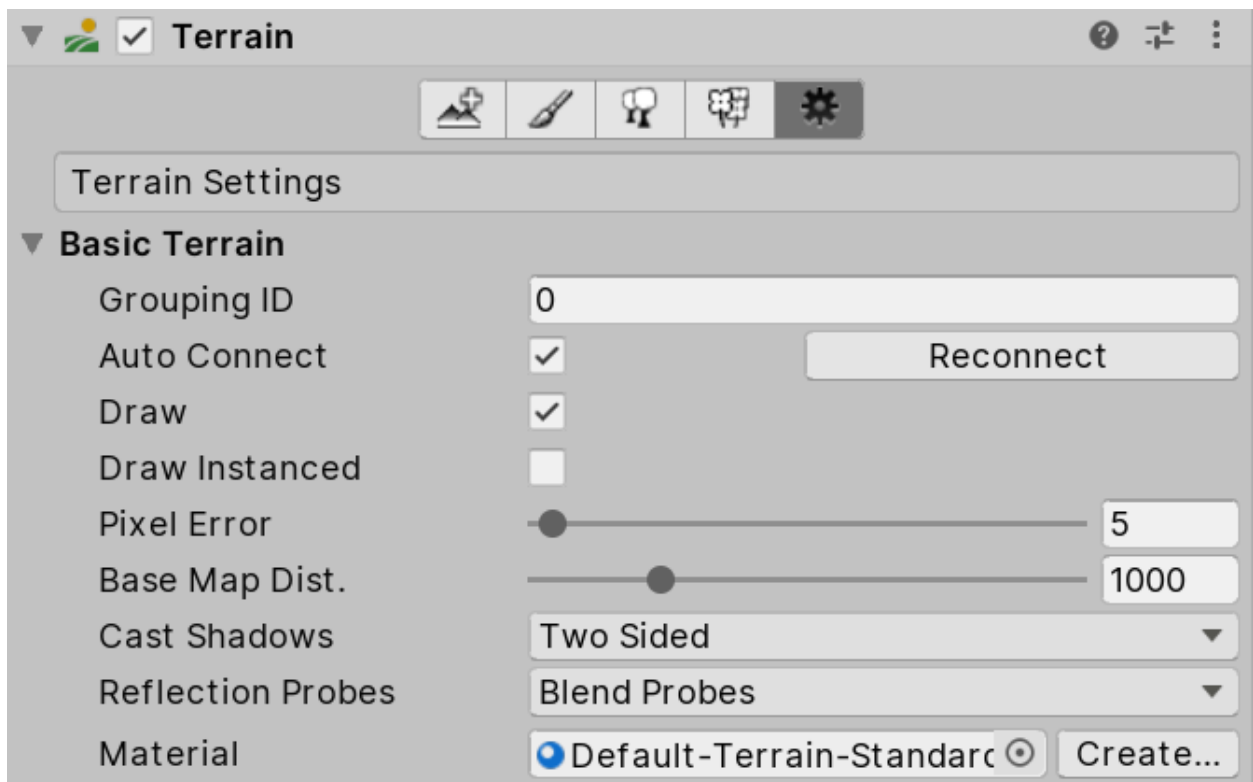 Terrain
Terrain Settings
Basic Terrain
Grouping ID 0
Auto Connect Reconnect
Draw
Draw Instanced
Pixel Error 5
Base Map Dist. 1000
Cast Shadows Two Sided
Reflection Probes Blend Probes
Material Default-Terrain-Standard Create...